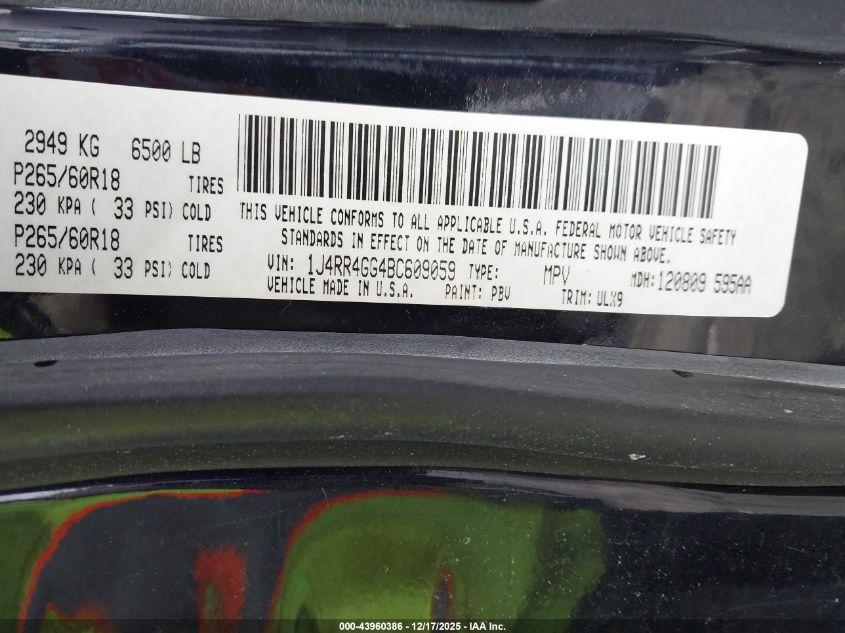 2949 KG 6500 LB
P265/60R18 TIRES
230 KPA ( 33 PSI) COLD
P265/60R18 TIRES
230 KPA ( 33 PSI) COLD
THIS VEHICLE CONFORMS TO ALL APPLICABLE U.S.A. FEDERAL MOTOR VEHICLE SAFETY
STANDARDS IN EFFECT ON THE DATE OF MANUFACTURE SHOWN ABOVE.
VIN: 1J4RR4GG4BC609059 TYPE: MPV MDH: 120809 595AA
VEHICLE MADE IN U.S.A. PAINT: PBV TRIM: ULX9
000-43960386 - 12/17/2025 - IAA Inc.